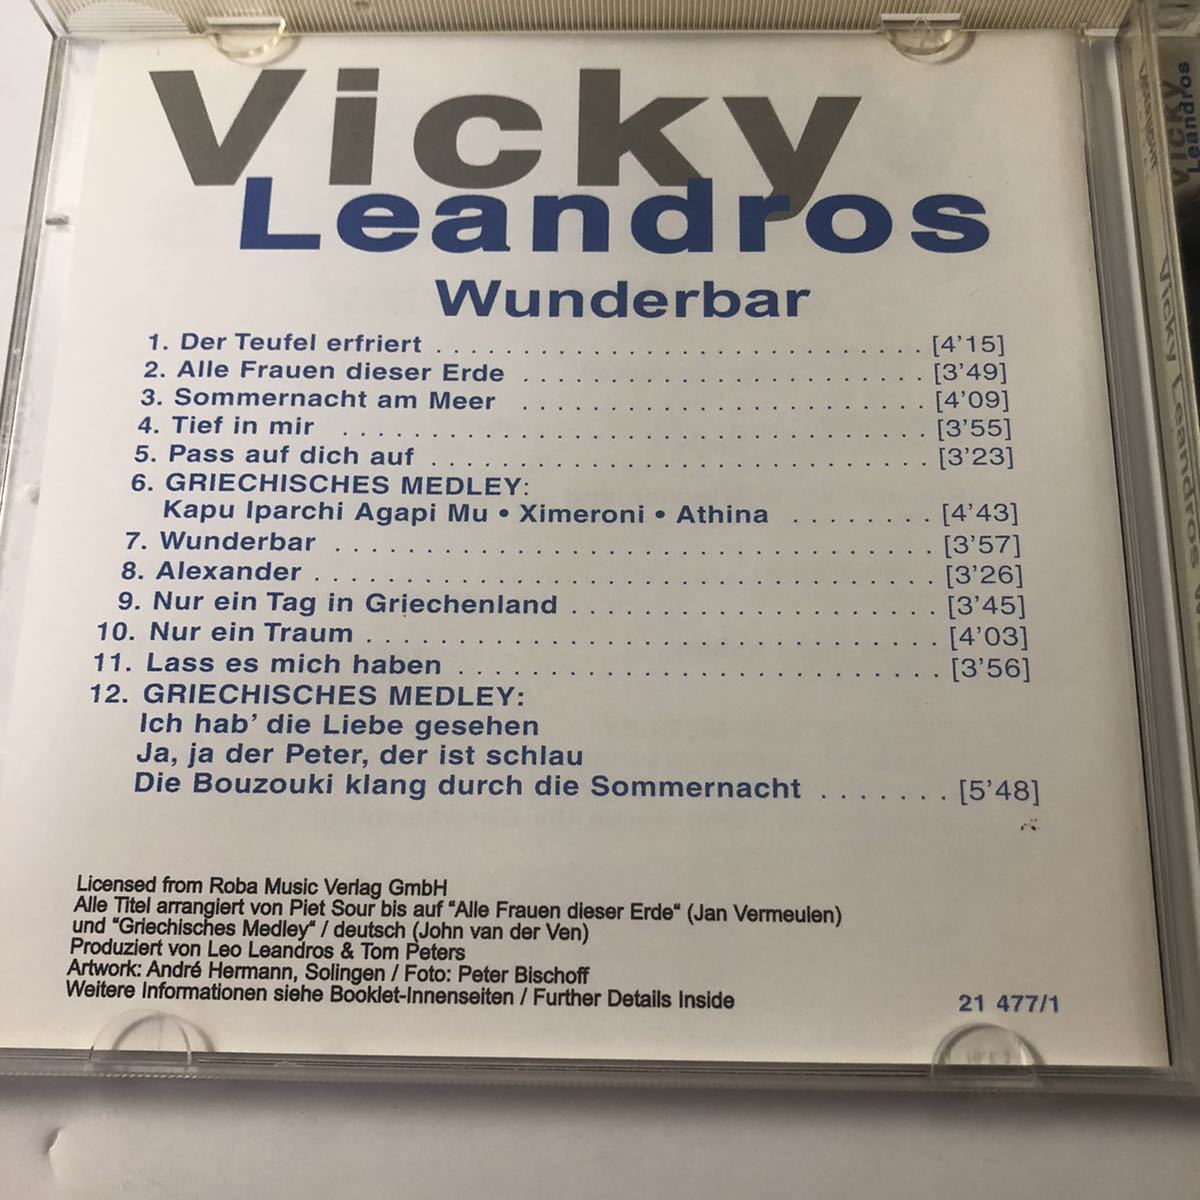 Vicky
Leandros
Wunderbar
1. Der Teufel erfriert . . . . . . . . . . . . . . . . . . . . . . . . . . . . [4'15]
2. Alle Frauen dieser Erde . . . . . . . . . . . . . . . . . . . . . . . [3'49]
3. Sommernacht am Meer . . . . . . . . . . . . . . . . . . . . . . . [4'09]
4. Tief in mir . . . . . . . . . . . . . . . . . . . . . . . . . . . . . . . . . [3'55]
5. Pass auf dich auf . . . . . . . . . . . . . . . . . . . . . . . . . . . . [3'23]
6. GRIECHISCHES MEDLEY:
Kapu Iparchi Agapi Mu • Ximeroni • Athina . . . . . . . . [4'43]
7. Wunderbar . . . . . . . . . . . . . . . . . . . . . . . . . . . . . . . . . . [3'57]
8. Alexander . . . . . . . . . . . . . . . . . . . . . . . . . . . . . . . . . . . [3'26]
9. Nur ein Tag in Griechenland . . . . . . . . . . . . . . . . . . . . . [3'45]
10. Nur ein Traum . . . . . . . . . . . . . . . . . . . . . . . . . . . . . . . . [4'03]
11. Lass es mich haben . . . . . . . . . . . . . . . . . . . . . . . . . . . [3'56]
12. GRIECHISCHES MEDLEY:
Ich hab' die Liebe gesehen
Ja, ja der Peter, der ist schlau
Die Bouzouki klang durch die Sommernacht . . . . . . . [5'48]
Licensed from Roba Music Verlag GmbH
Alle Titel arrangiert von Piet Sour bis auf "Alle Frauen dieser Erde" (Jan Vermeulen)
und "Griechisches Medley" / deutsch (John van der Ven)
Produziert von Leo Leandros & Tom Peters
Artwork: André Hermann, Solingen / Foto: Peter Bischoff
Weitere Informationen siehe Booklet-Innenseiten / Further Details Inside
21 477/1
Vicky Leandros
Vicky
Leandros